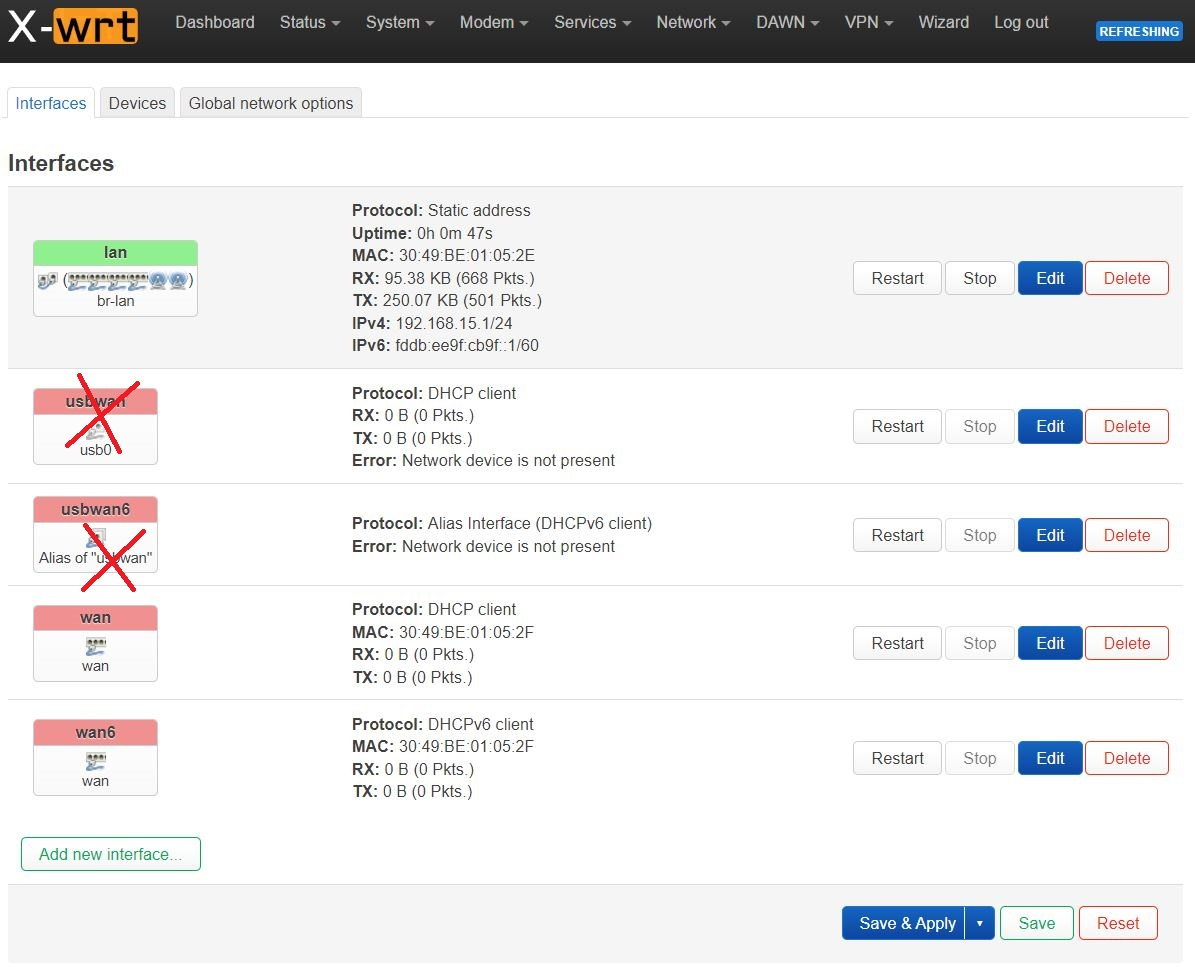 X-wrt Dashboard Status System Modem Services Network DAWN VPN Wizard Log out REFRESHING
Interfaces Devices Global network options
Interfaces
lan
(
)
br-lan
Protocol: Static address
Uptime: 0h 0m 47s
MAC: 30:49:BE:01:05:2E
RX: 95.38 KB (668 Pkts.)
TX: 250.07 KB (501 Pkts.)
IPv4: 192.168.15.1/24
IPv6: fddb:ee9f:cb9f::1/60
Restart Stop Edit Delete
usbwan
usb0
Protocol: DHCP client
RX: 0 B (0 Pkts.)
TX: 0 B (0 Pkts.)
Error: Network device is not present
Restart Stop Edit Delete
usbwan6
Alias of "usbwan"
Protocol: Alias Interface (DHCPv6 client)
Error: Network device is not present
Restart Stop Edit Delete
wan
wan
Protocol: DHCP client
MAC: 30:49:BE:01:05:2F
RX: 0 B (0 Pkts.)
TX: 0 B (0 Pkts.)
Restart Stop Edit Delete
wan6
wan
Protocol: DHCPv6 client
MAC: 30:49:BE:01:05:2F
RX: 0 B (0 Pkts.)
TX: 0 B (0 Pkts.)
Restart Stop Edit Delete
Add new interface...
Save & Apply Save Reset